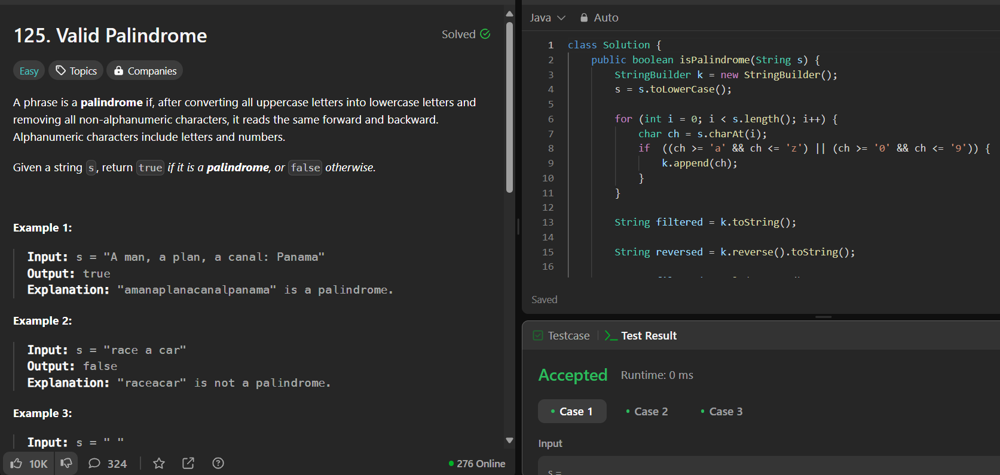 125. Valid Palindrome
Solved
Easy
Topics
Companies
A phrase is a palindrome if, after converting all uppercase letters into lowercase letters and
removing all non-alphanumeric characters, it reads the same forward and backward.
Alphanumeric characters include letters and numbers.
Given a string s, return true if it is a palindrome, or false otherwise.
Example 1:
Input: s = "A man, a plan, a canal: Panama"
Output: true
Explanation: "amanaplanacanalpanama" is a palindrome.
Example 2:
Input: s = "race a car"
Output: false
Explanation: "raceacar" is not a palindrome.
Example 3:
Input: s = " "
10K
324
276 Online
Java
Auto
1 class Solution {
2 public boolean isPalindrome(String s) {
3 StringBuilder k = new StringBuilder();
4 s = s.toLowerCase();
5
6 for (int i = 0; i < s.length(); i++) {
7 char ch = s.charAt(i);
8 if ((ch >= 'a' && ch <= 'z') || (ch >= '0' && ch <= '9')) {
9 k.append(ch);
10 }
11 }
12
13 String filtered = k.toString();
14
15 String reversed = k.reverse().toString();
16
Saved
Testcase
Test Result
Accepted
Runtime: 0 ms
Case 1
Case 2
Case 3
Input
s =